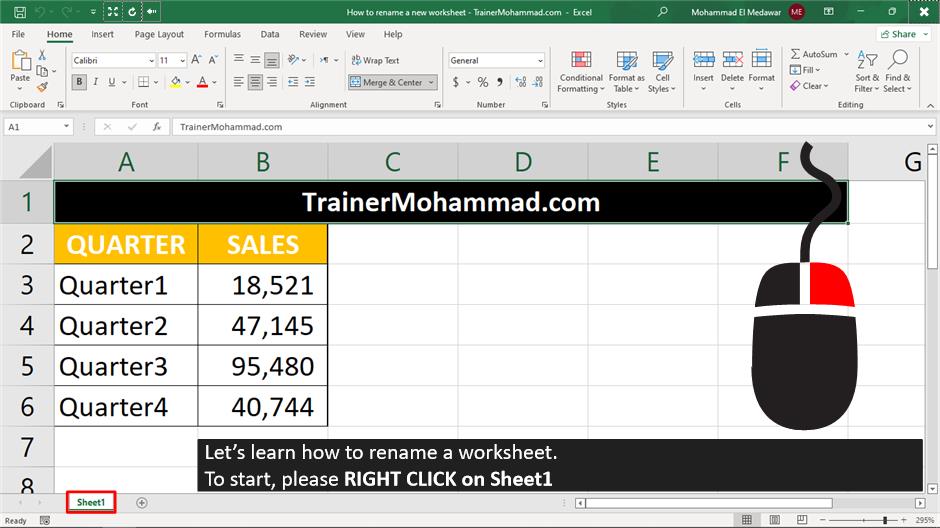 How to rename a new worksheet - TrainerMohammad.com - Excel
Mohammad El Medawar ME
File Home Insert Page Layout Formulas Data Review View Help Share
Calibri 11 A A
Wrap Text
General
AutoSum
Fill
Clear
Paste
B I U A
Merge & Center
$ % ,
Conditional Formatting
Format as Table
Cell Styles
Insert Delete Format
Sort & Filter
Find & Select
Clipboard Font Alignment Number Styles Cells Editing
A1 fx TrainerMohammad.com
A B C D E F G
1 TrainerMohammad.com
2 QUARTER SALES
3 Quarter1 18,521
4 Quarter2 47,145
5 Quarter3 95,480
6 Quarter4 40,744
7
8
Let's learn how to rename a worksheet.
To start, please RIGHT CLICK on Sheet1
Sheet1
Ready 295%